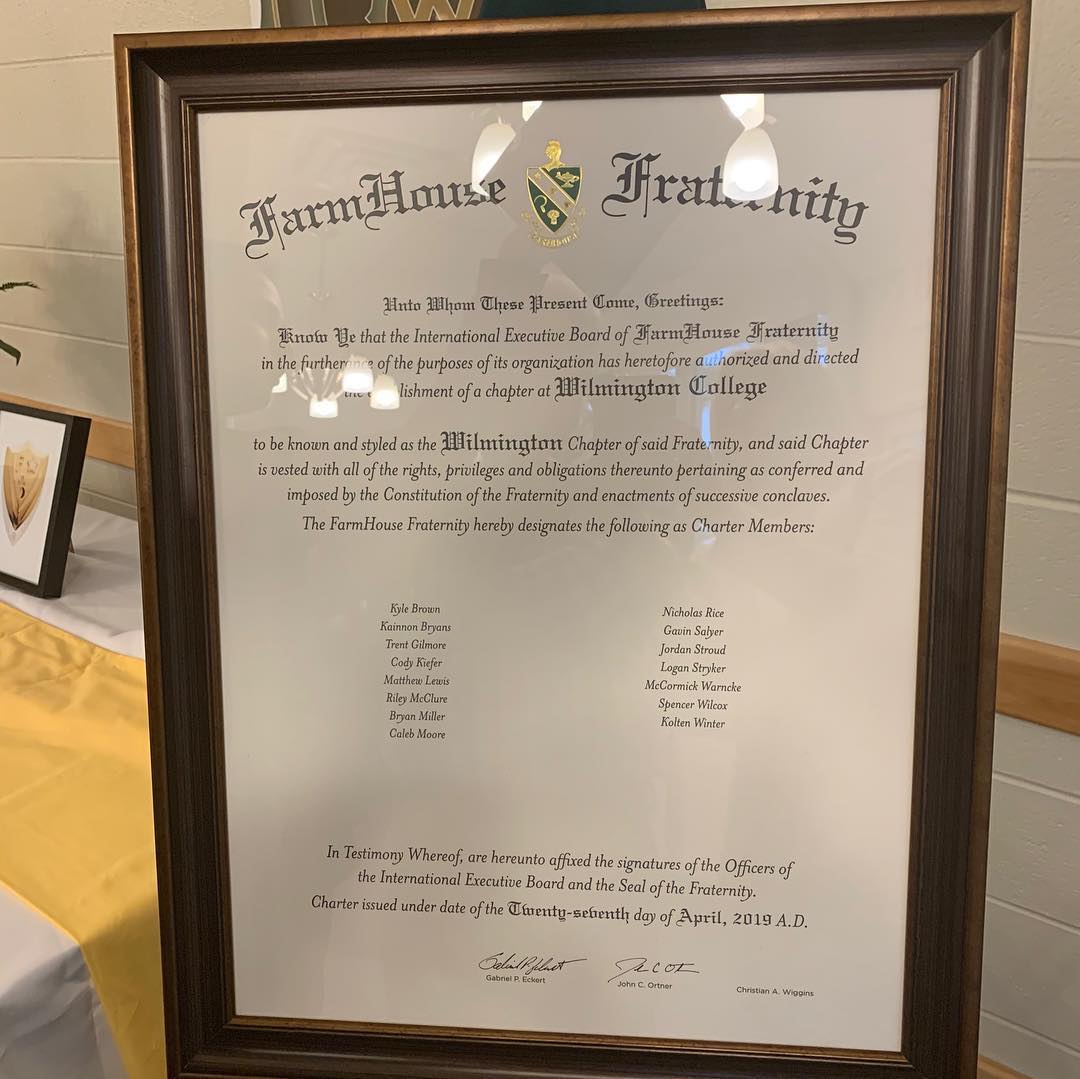 FarmHouse Fraternity
Unto Whom These Present Come, Greetings:
Know Ye that the International Executive Board of FarmHouse Fraternity
in the furtherance of the purposes of its organization has heretofore authorized and directed
the lishment of a chapter at Wilmington College
to be known and styled as the Wilmington Chapter of said Fraternity, and said Chapter
is vested with all of the rights, privileges and obligations thereunto pertaining as conferred and
imposed by the Constitution of the Fraternity and enactments of successive conclaves.
The FarmHouse Fraternity hereby designates the following as Charter Members:
Kyle Brown
Kainnon Bryans
Trent Gilmore
Cody Kiefer
Matthew Lewis
Riley McClure
Bryan Miller
Caleb Moore
Nicholas Rice
Gavin Salyer
Jordan Stroud
Logan Stryker
McCormick Warncke
Spencer Wilcox
Kolten Winter
In Testimony Whereof, are hereunto affixed the signatures of the Officers of
the International Executive Board and the Seal of the Fraternity.
Charter issued under date of the Twenty-seventh day of April, 2019 A.D.
Gabriel P. Eckert
John C. Ortner
Christian A. Wiggins